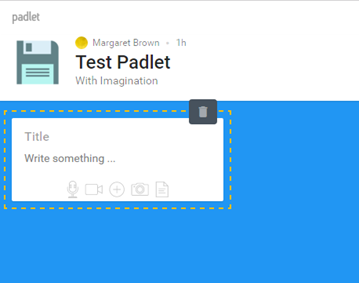 padlet
Margaret Brown • 1h
Test Padlet
With Imagination
Title
Write something ...